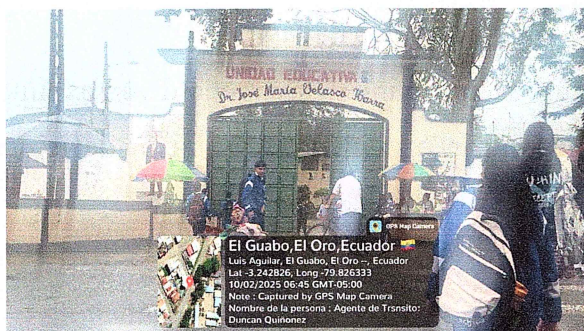 UNIDAD EDUCATIVA
Dr. José María Velasco Ibarra
GPS Map Camera
El Guabo,El Oro,Ecuador
Luis Aguilar, El Guabo, El Oro --, Ecuador
Lat -3.242826, Long -79.826333
10/02/2025 06:45 GMT-05:00
Note : Captured by GPS Map Camera
Nombre de la persona : Agente de Trsnsito:
Duncan Quiñonez